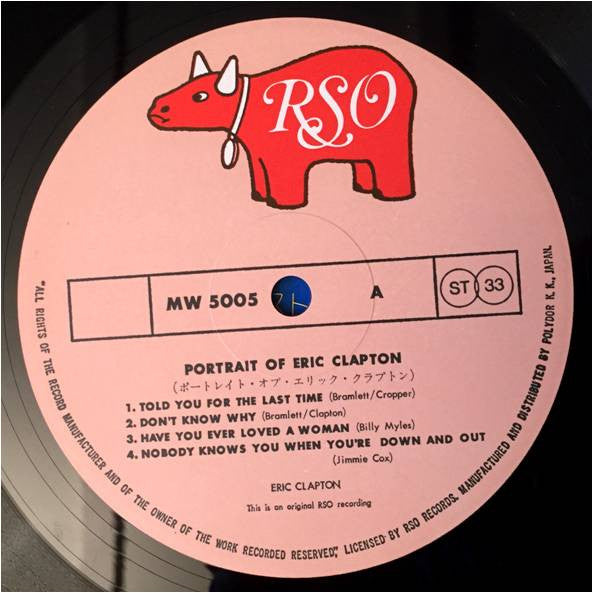 RSO
MW 5005 A ST 33
PORTRAIT OF ERIC CLAPTON
(ポートレイト・オブ・エリック・クラプトン)
1. TOLD YOU FOR THE LAST TIME (Bramlett/Cropper)
2. DON'T KNOW WHY (Bramlett/Clapton)
3. HAVE YOU EVER LOVED A WOMAN (Billy Myles)
4. NOBODY KNOWS YOU WHEN YOU'RE DOWN AND OUT
(Jimmie Cox)
ERIC CLAPTON
This is an original RSO recording
"ALL RIGHTS OF THE RECORD MANUFACTURER AND OF THE OWNER OF THE WORK RECORDED RESERVED", LICENSED BY RSO RECORDS. MANUFACTURED AND DISTRIBUTED BY POLYDOR K. K., JAPAN.